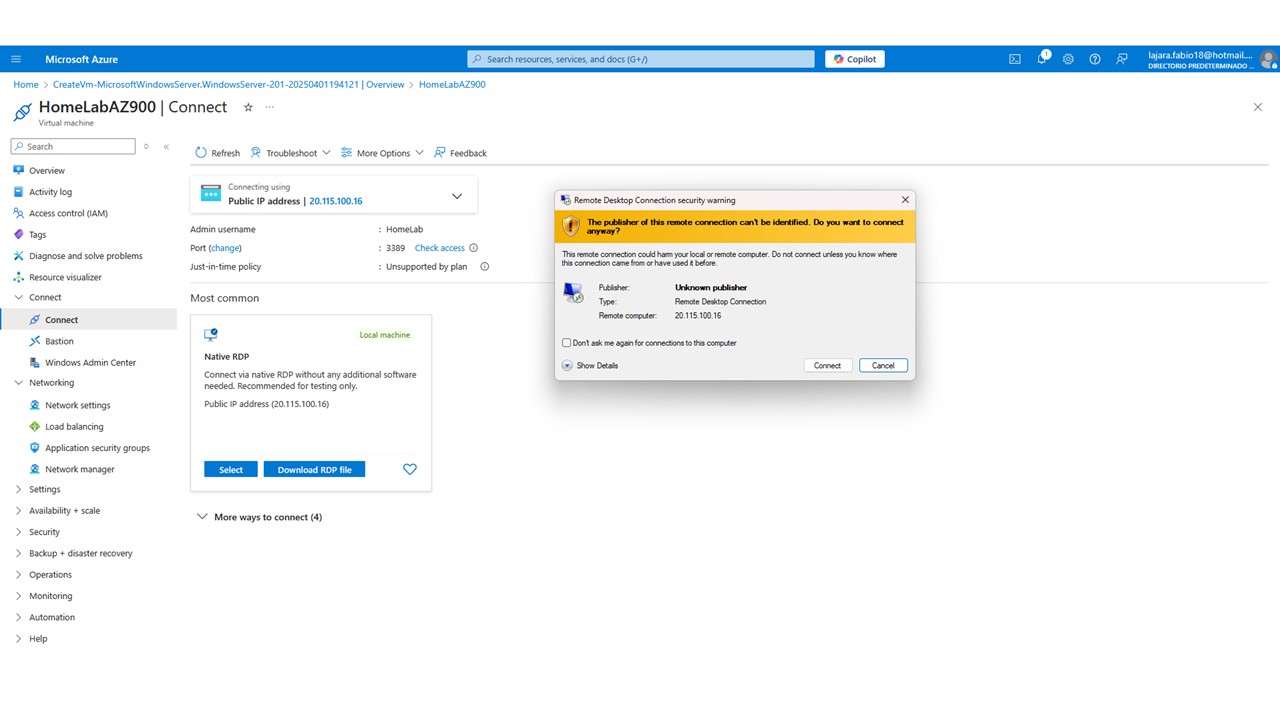 Microsoft Azure
Search resources, services, and docs (G+/)
Copilot
1
lajara.fabio18@hotmail....
DIRECTORIO PREDETERMINADO ...
Home > CreateVm-MicrosoftWindowsServer.WindowsServer-201-20250401194121 | Overview > HomeLabAZ900
HomeLabAZ900 | Connect
Virtual machine
Search
Overview
Activity log
Access control (IAM)
Tags
Diagnose and solve problems
Resource visualizer
Connect
Connect
Bastion
Windows Admin Center
Networking
Network settings
Load balancing
Application security groups
Network manager
Settings
Availability + scale
Security
Backup + disaster recovery
Operations
Monitoring
Automation
Help
Refresh Troubleshoot More Options Feedback
Connecting using
Public IP address | 20.115.100.16
Admin username : HomeLab
Port (change) : 3389 Check access
Just-in-time policy : Unsupported by plan
Most common
Local machine
Native RDP
Connect via native RDP without any additional software
needed. Recommended for testing only.
Public IP address (20.115.100.16)
Select Download RDP file
More ways to connect (4)
Remote Desktop Connection security warning
The publisher of this remote connection can't be identified. Do you want to connect
anyway?
This remote connection could harm your local or remote computer. Do not connect unless you know where
this connection came from or have used it before.
Publisher: Unknown publisher
Type: Remote Desktop Connection
Remote computer: 20.115.100.16
Don't ask me again for connections to this computer
Show Details Connect Cancel